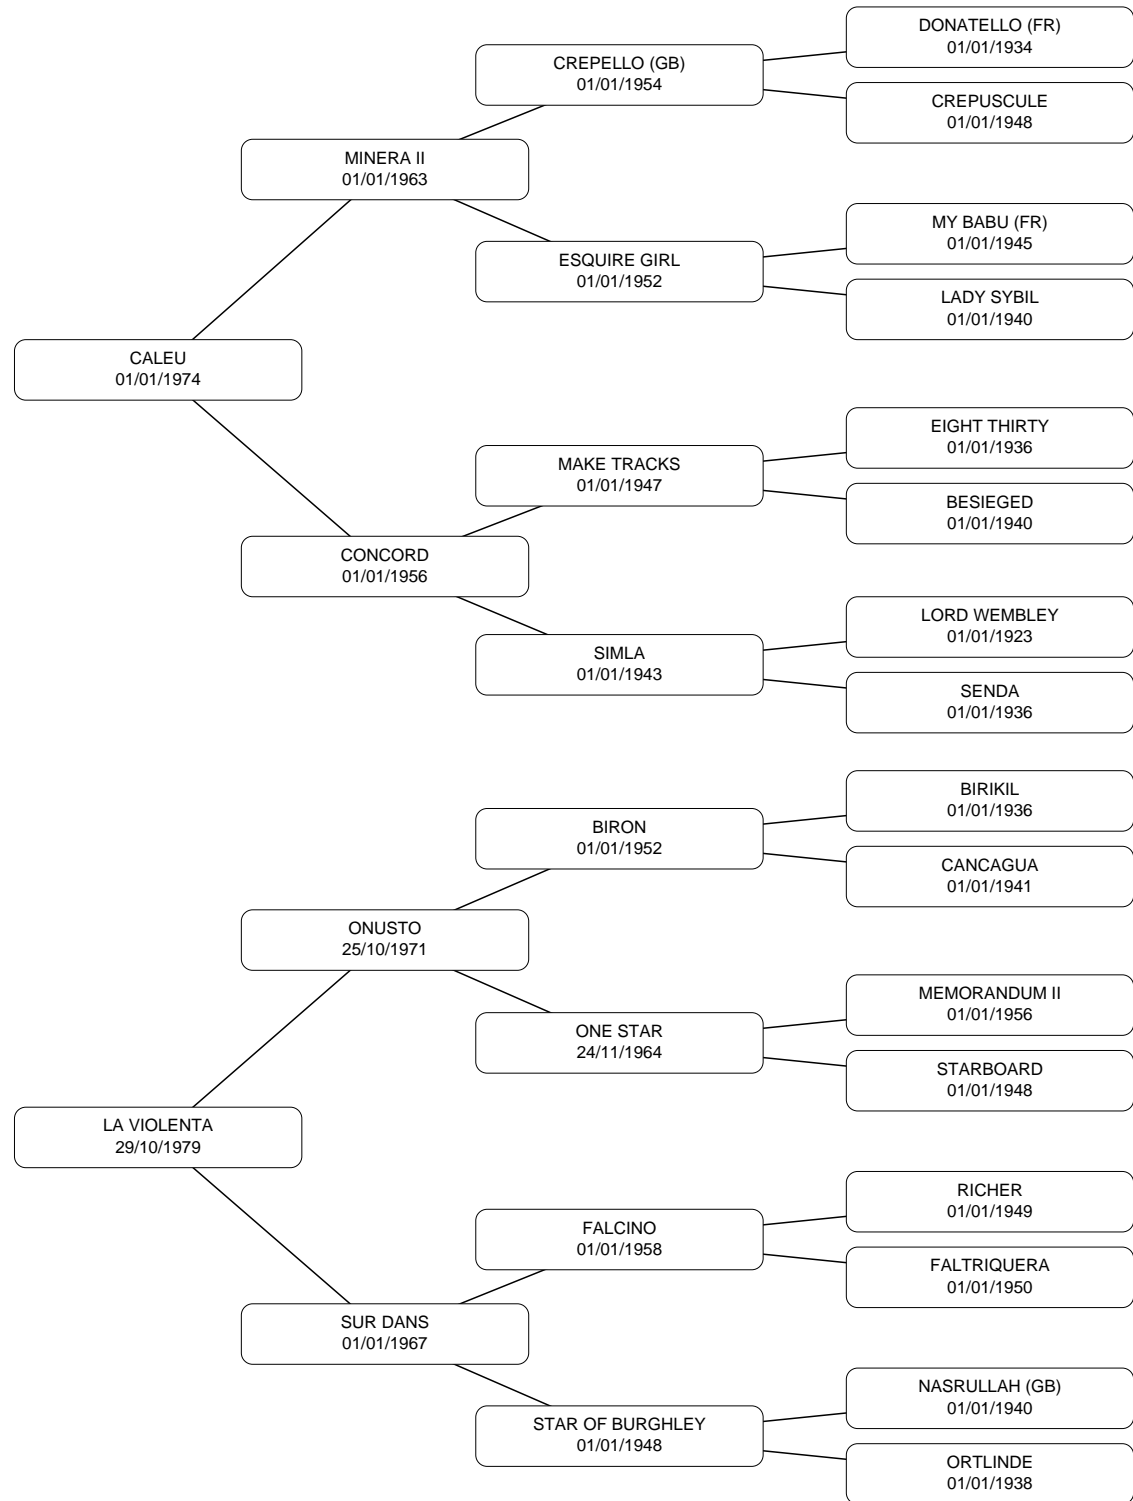 DONATELLO (FR)
01/01/1934
CREPELLO (GB)
01/01/1954
CREPUSCULE
01/01/1948
MINERA II
01/01/1963
MY BABU (FR)
01/01/1945
ESQUIRE GIRL
01/01/1952
LADY SYBIL
01/01/1940
CALEU
01/01/1974
EIGHT THIRTY
01/01/1936
MAKE TRACKS
01/01/1947
BESIEGED
01/01/1940
CONCORD
01/01/1956
LORD WEMBLEY
01/01/1923
SIMLA
01/01/1943
SENDA
01/01/1936
BIRIKIL
01/01/1936
BIRON
01/01/1952
CANCAGUA
01/01/1941
ONUSTO
25/10/1971
MEMORANDUM II
01/01/1956
ONE STAR
24/11/1964
STARBOARD
01/01/1948
LA VIOLENTA
29/10/1979
RICHER
01/01/1949
FALCINO
01/01/1958
FALTRIQUERA
01/01/1950
SUR DANS
01/01/1967
NASRULLAH (GB)
01/01/1940
STAR OF BURGHLEY
01/01/1948
ORTLINDE
01/01/1938